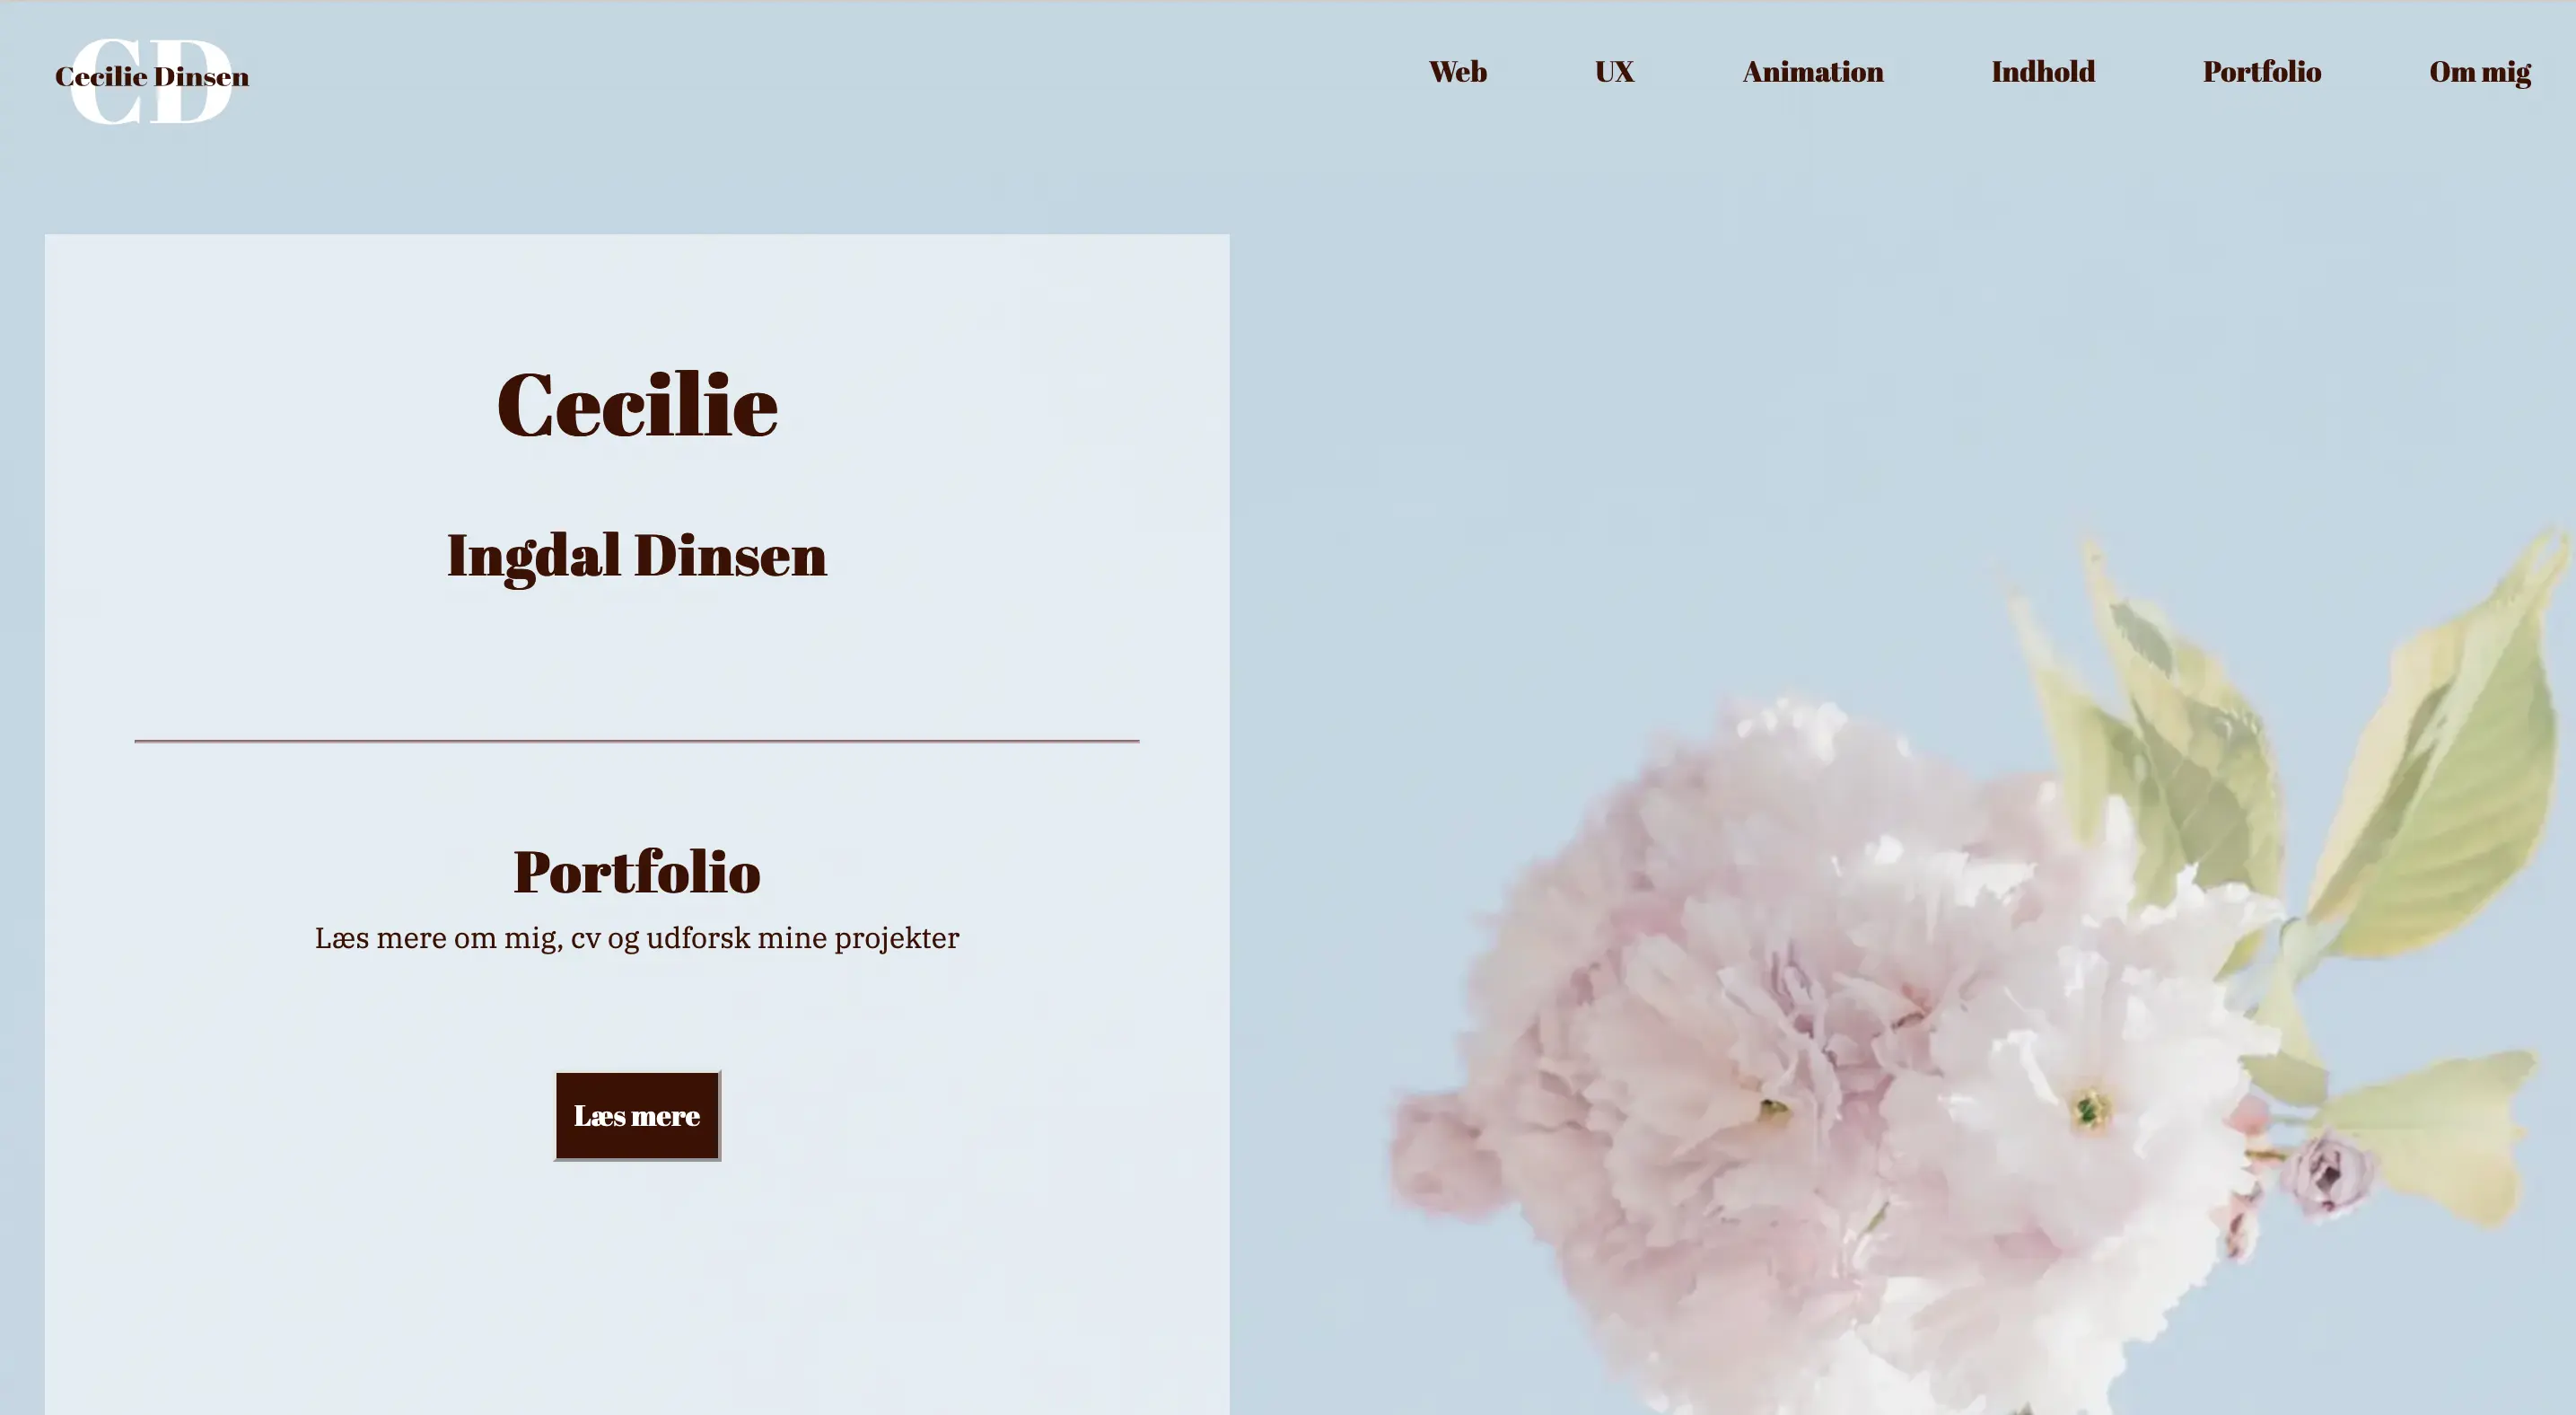 CD
Cecilie Dinsen
Web UX Animation Indhold Portfolio Om mig
Cecilie
Ingdal Dinsen
Portfolio
Læs mere om mig, cv og udforsk mine projekter
Læs mere